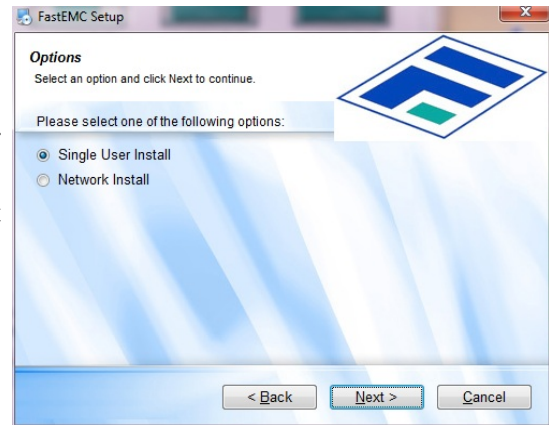 FastEMC Setup
Options
Select an option and click Next to continue.
Please select one of the following options:
Single User Install
Network Install
< Back Next > Cancel